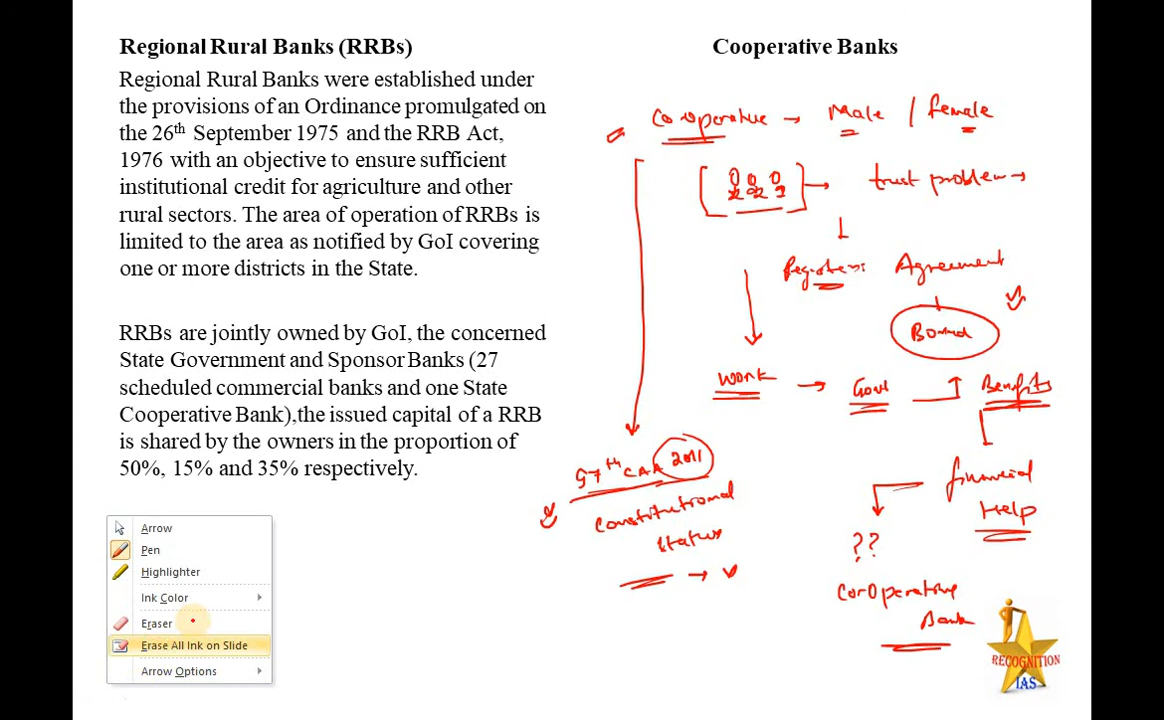 Regional Rural Banks (RRBs)
Regional Rural Banks were established under
the provisions of an Ordinance promulgated on
the 26th September 1975 and the RRB Act,
1976 with an objective to ensure sufficient
institutional credit for agriculture and other
rural sectors. The area of operation of RRBs is
limited to the area as notified by GoI covering
one or more districts in the State.
RRBs are jointly owned by GoI, the concerned
State Government and Sponsor Banks (27
scheduled commercial banks and one State
Cooperative Bank),the issued capital of a RRB
is shared by the owners in the proportion of
50%, 15% and 35% respectively.
Arrow
Pen
Highlighter
Ink Color
Eraser
Erase All Ink on Slide
Arrow Options
Cooperative Banks
Co-operative → Male / female
trust problem →
Agreement
Work → Govt Benefits
97th CAA 2011
Constitutional
status
financial
Help
??
Co-Operative
Bank
RECOGNITION
IAS